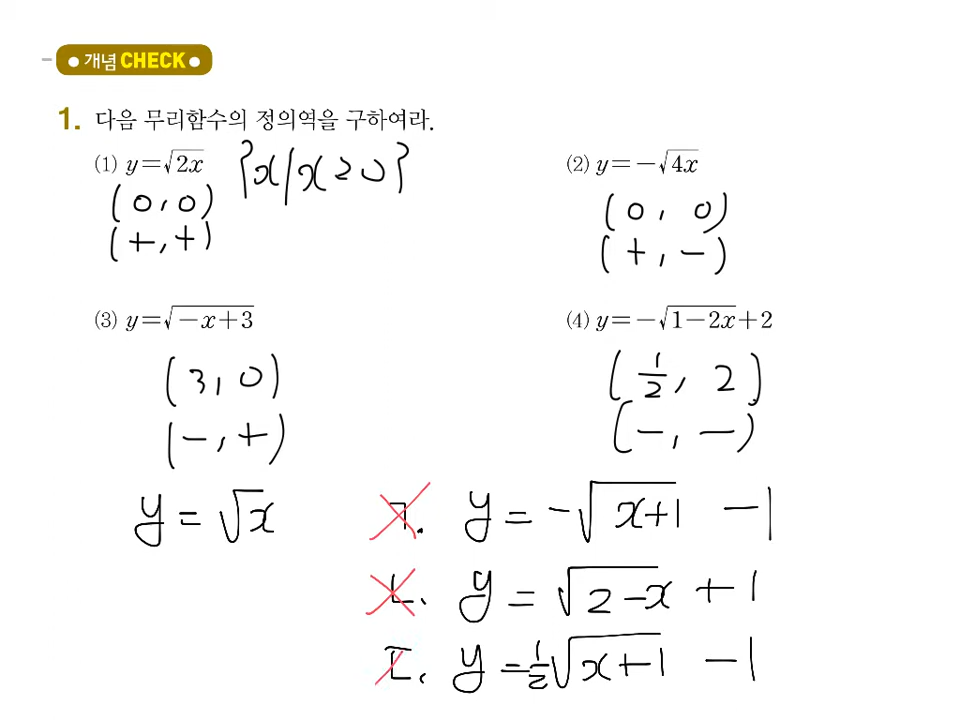 개념 CHECK
1. 다음 무리함수의 정의역을 구하여라.
(1) y=√2x {x|x≥0}
(0, 0)
(+, +)
(2) y=-√4x
(0, 0)
(+, -)
(3) y=√-x+3
(3, 0)
(-, +)
(4) y=-√1-2x+2
(1/2, 2)
(-, -)
y=√x
ㄱ. y=-√x+1 -1
ㄴ. y=√2-x +1
ㄷ. y=1/2√x+1 -1